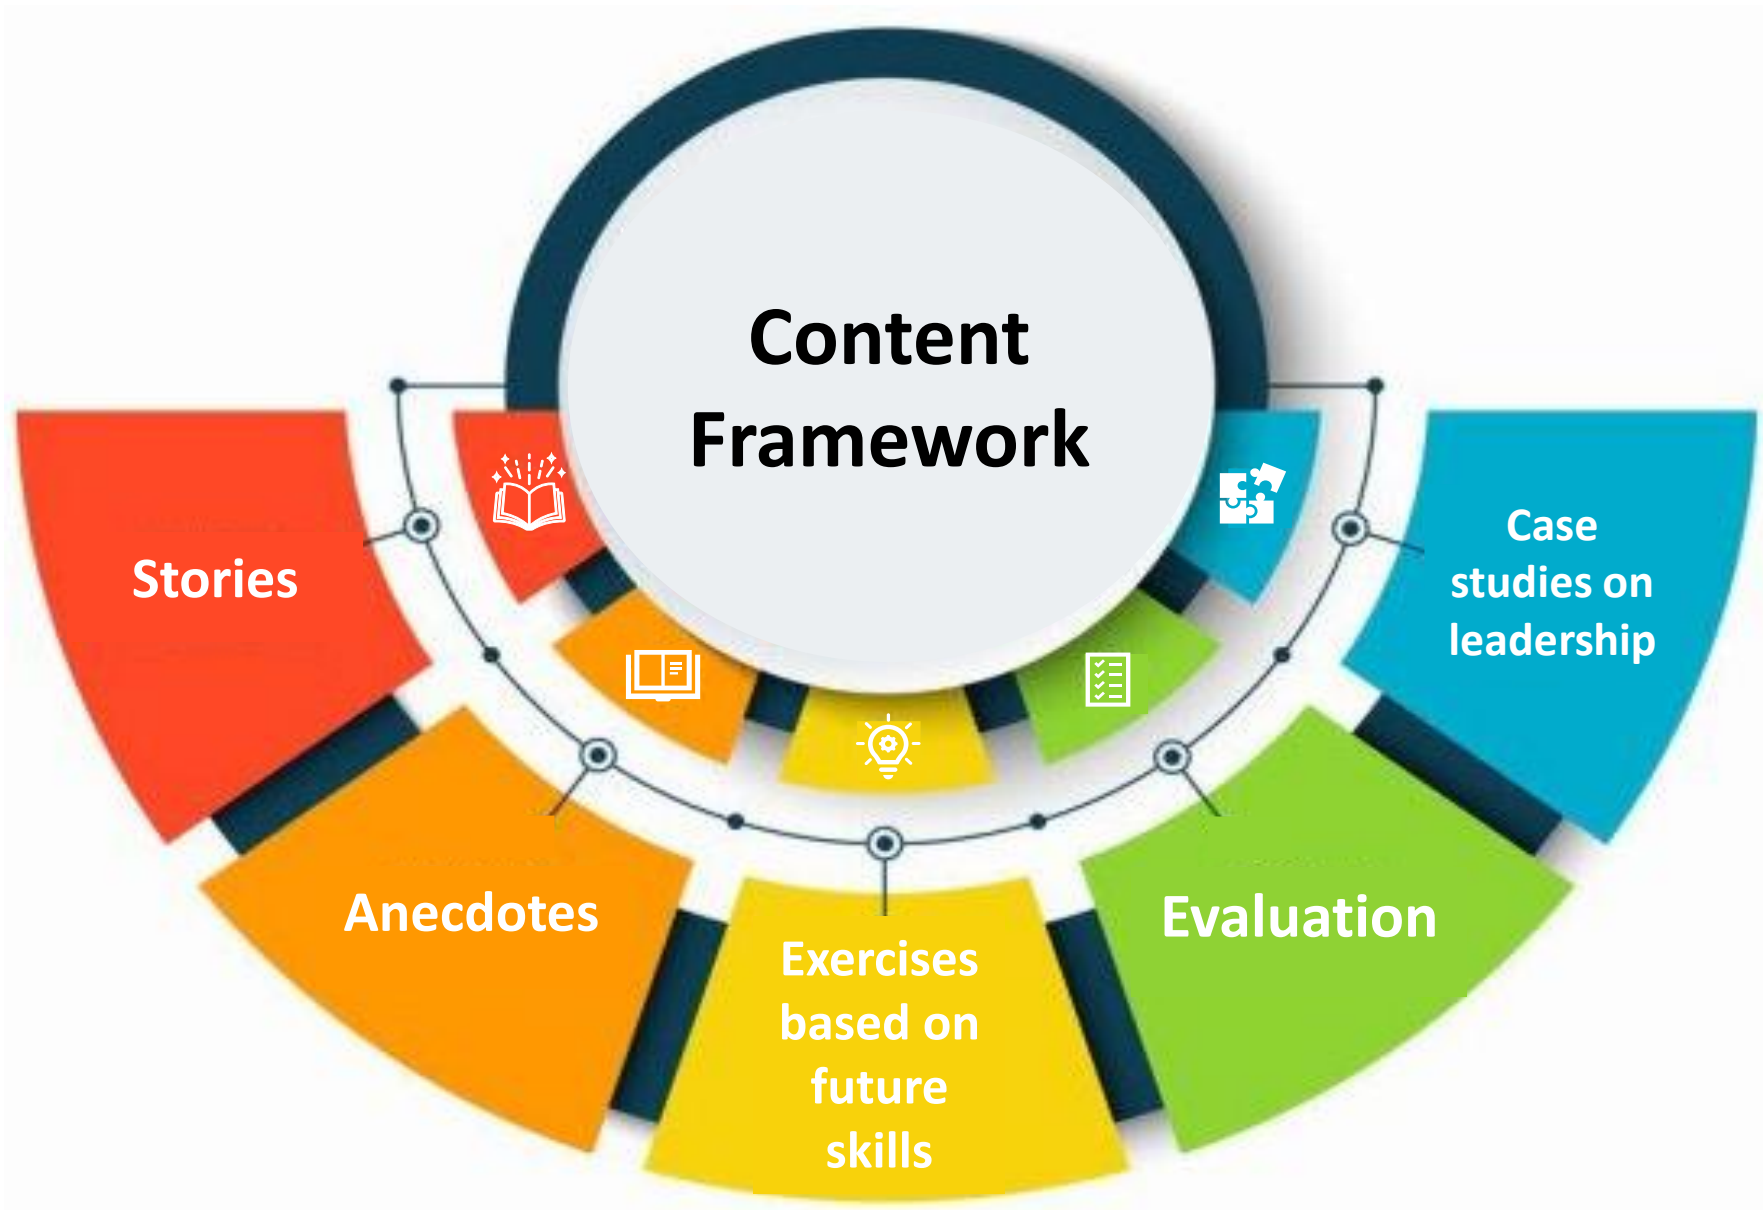 Content
Framework
Stories
Anecdotes
Exercises
based on
future
skills
Evaluation
Case
studies on
leadership